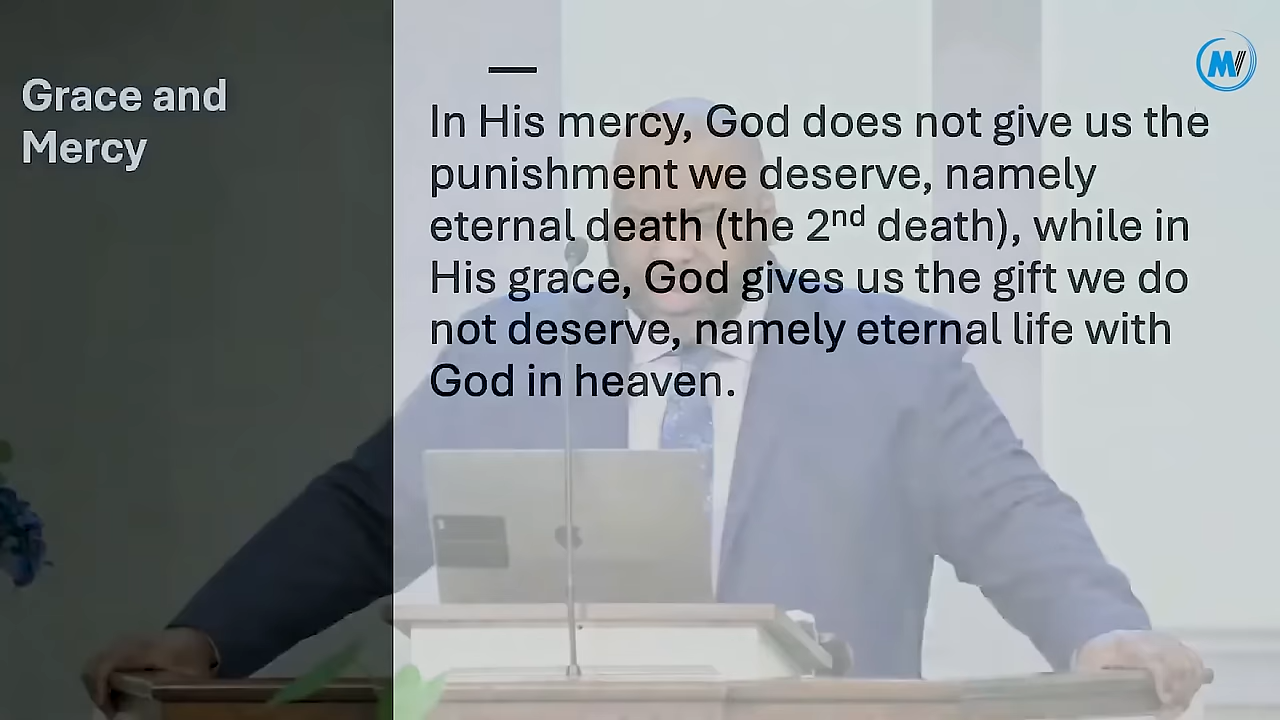 Grace and
Mercy
MV
In His mercy, God does not give us the
punishment we deserve, namely
eternal death (the 2nd death), while in
His grace, God gives us the gift we do
not deserve, namely eternal life with
God in heaven.